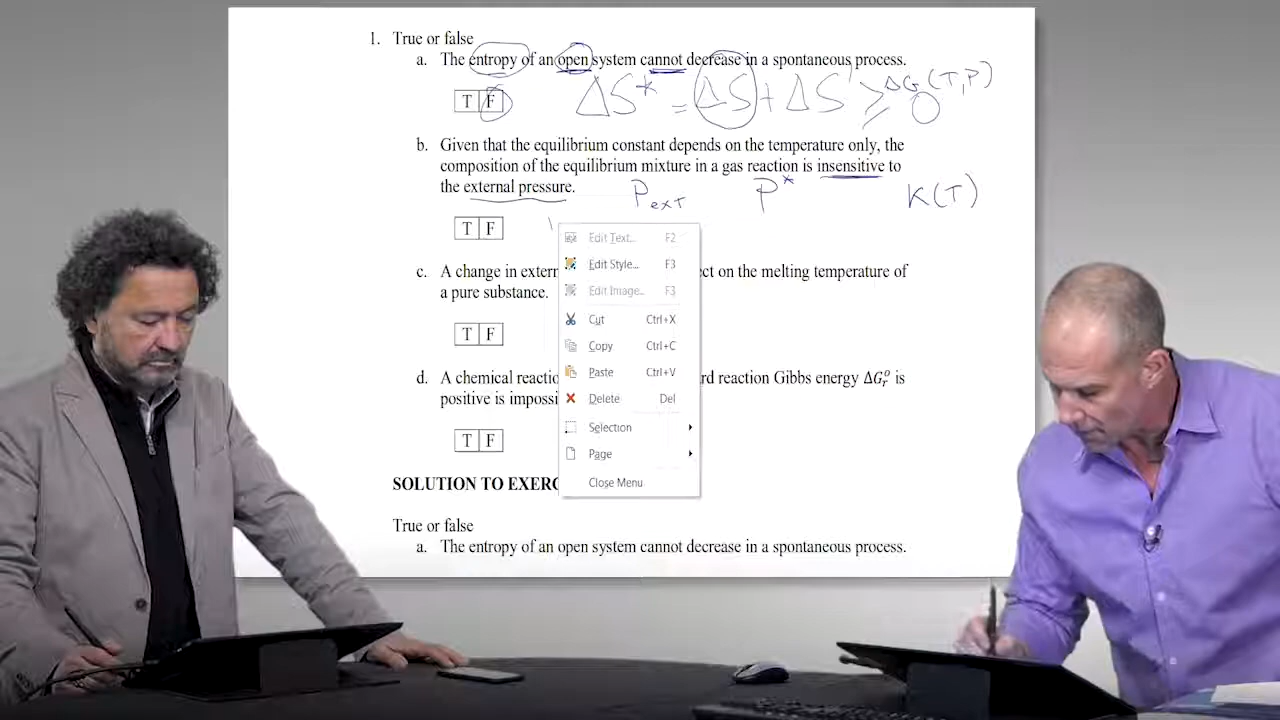 1. True or false
a. The entropy of an open system cannot decrease in a spontaneous process.
T F
ΔS* = ΔS + ΔS' ≥ 0
ΔG (T, P)
b. Given that the equilibrium constant depends on the temperature only, the
composition of the equilibrium mixture in a gas reaction is insensitive to
the external pressure.
P EXT P* K(T)
T F
c. A change in extern
ect on the melting temperature of
a pure substance.
T F
d. A chemical reactio
rd reaction Gibbs energy ΔG°r is
positive is impossi
T F
Edit Text... F2
Edit Style... F3
Edit Image... F3
Cut Ctrl+X
Copy Ctrl+C
Paste Ctrl+V
Delete Del
Selection
Page
Close Menu
SOLUTION TO EXERC
True or false
a. The entropy of an open system cannot decrease in a spontaneous process.